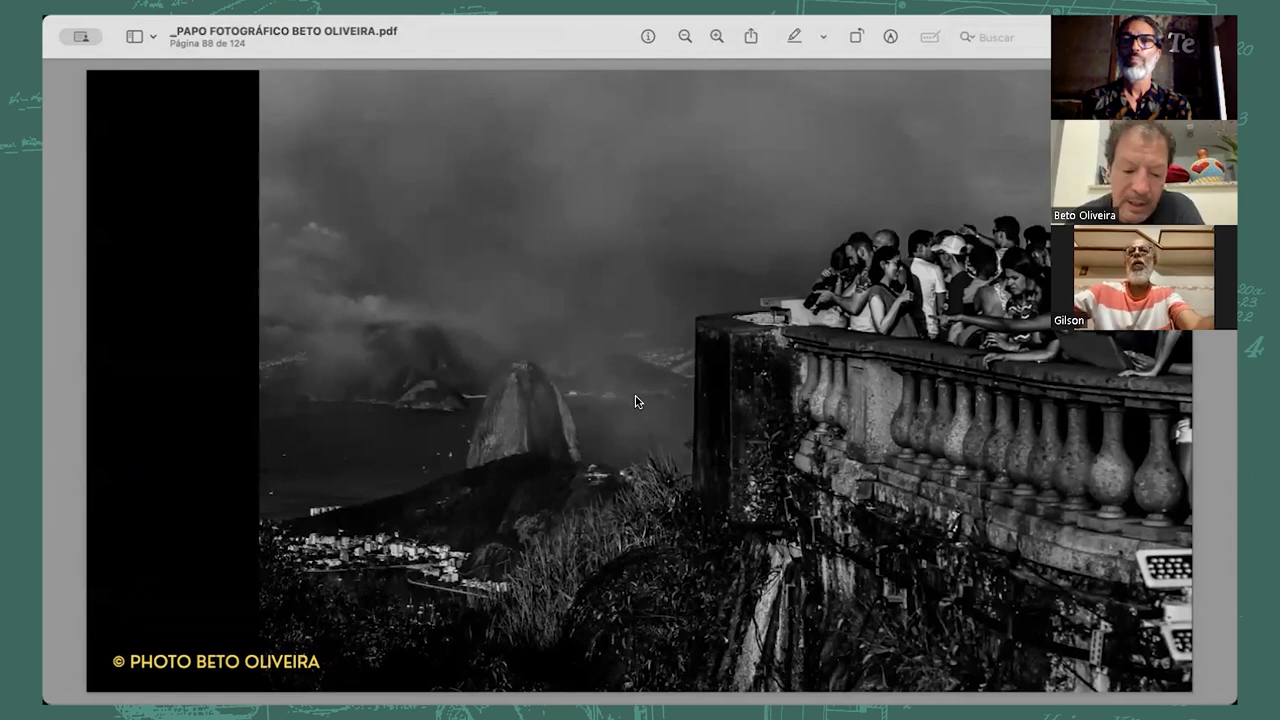 _PAPO FOTOGRÁFICO BETO OLIVEIRA.pdf
Página 88 de 124
Buscar
Te
Beto Oliveira
Gilson
© PHOTO BETO OLIVEIRA